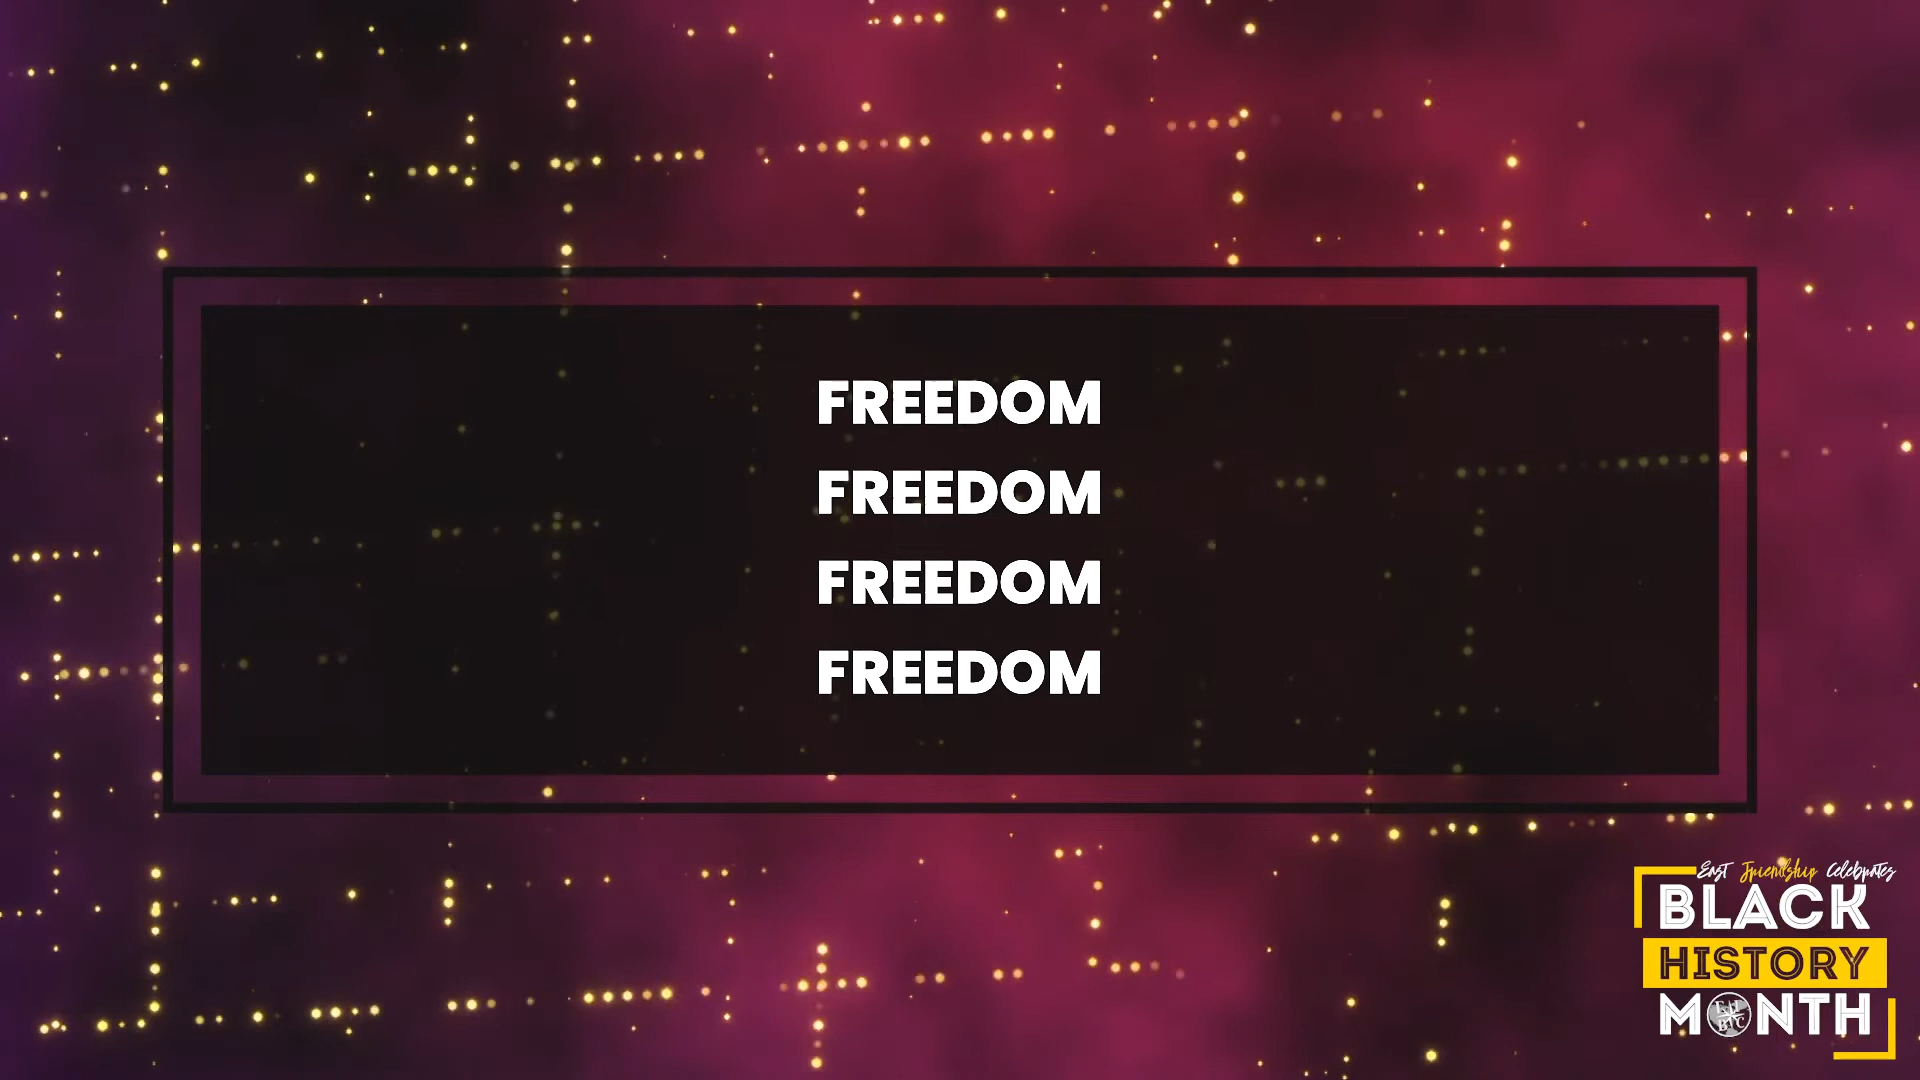 FREEDOM
FREEDOM
FREEDOM
FREEDOM
East Friendship Celebrates
BLACK
HISTORY
MONTH